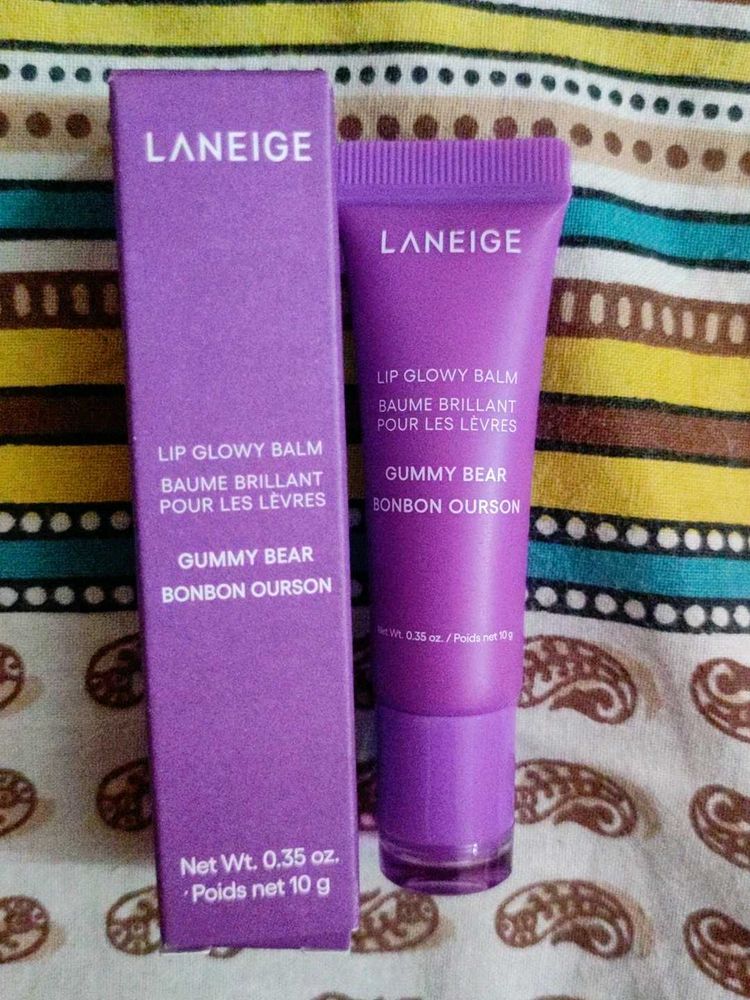 LANEIGE
LIP GLOWY BALM
BAUME BRILLANT
POUR LES LÈVRES
GUMMY BEAR
BONBON OURSON
Net Wt. 0.35 oz.
Poids net 10 g
LANEIGE
LIP GLOWY BALM
BAUME BRILLANT
POUR LES LÈVRES
GUMMY BEAR
BONBON OURSON
Net Wt. 0.35 oz. / Poids net 10 g